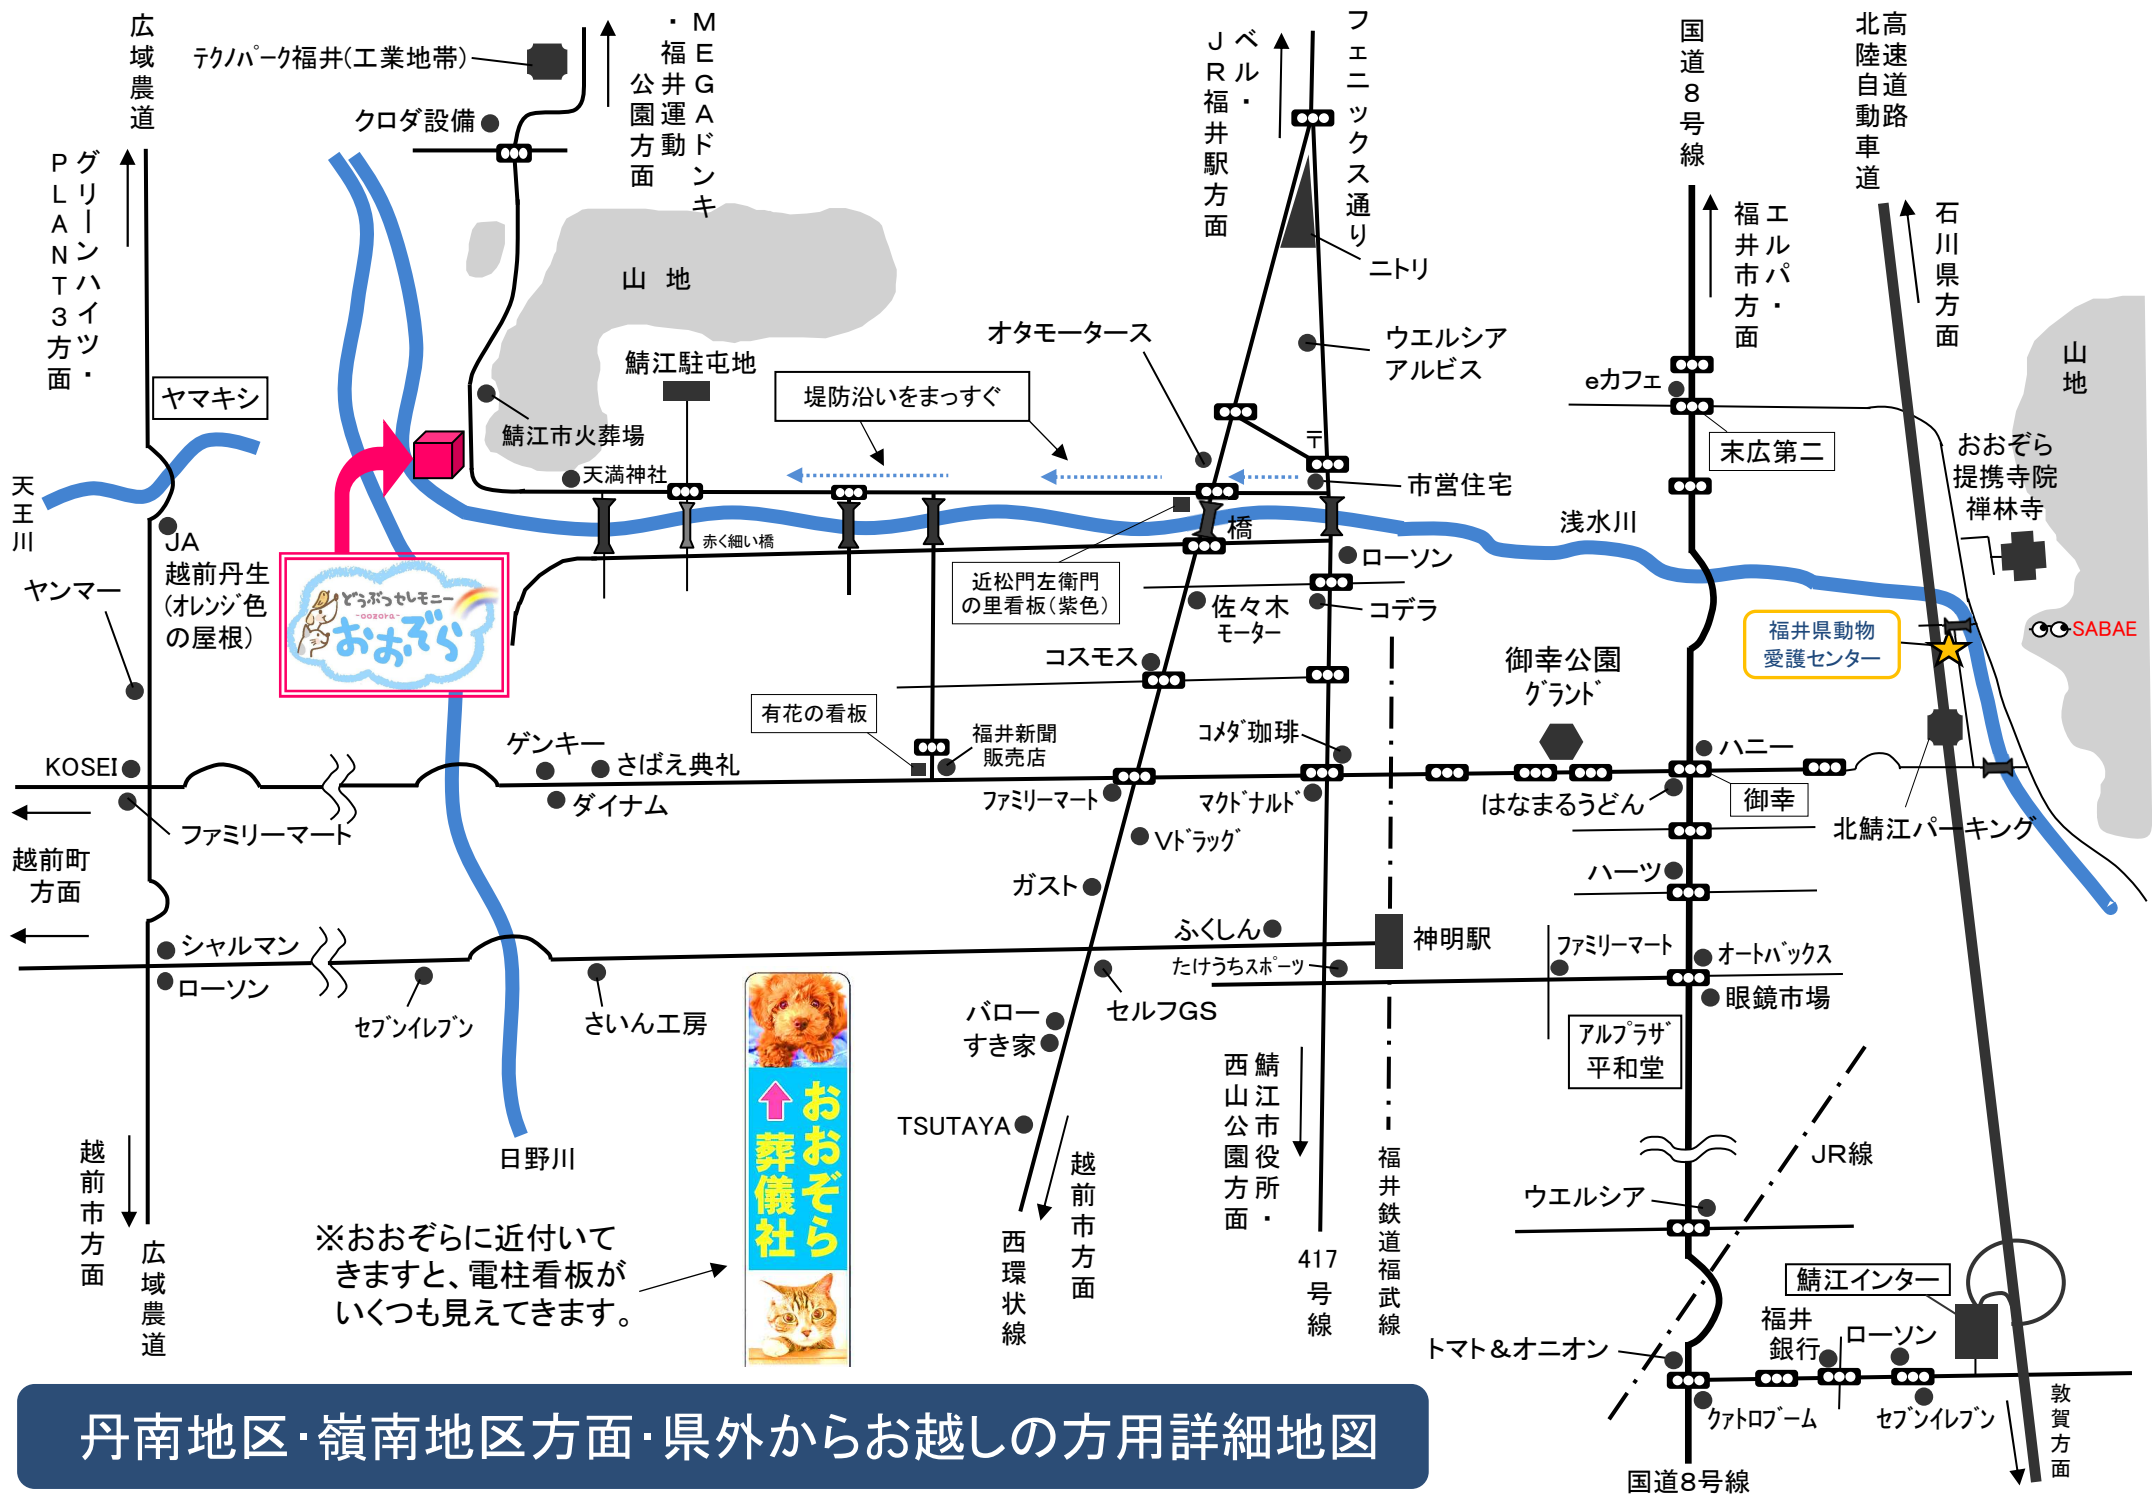 広域農道
グリーンハイツ・
PLANT3方面
テクノパーク福井(工業地帯)
クロダ設備
MEGAドンキ
・福井運動
公園方面
ベル・
JR福井駅方面
フェニックス通り
国道8号線
エルパ・
福井市方面
高速道路
北陸自動車道
石川県方面
山地
ニトリ
ウエルシア
アルビス
オタモータース
鯖江駐屯地
堤防沿いをまっすぐ
ヤマキシ
鯖江市火葬場
天満神社
〒
市営住宅
eカフェ
末広第二
山地
おおぞら
提携寺院
禅林寺
天王川
JA
越前丹生
(オレンジ色
の屋根)
ヤンマー
どうぶつセレモニー
-oozora-
おおぞら
赤く細い橋
橋
近松門左衛門
の里看板(紫色)
ローソン
浅水川
佐々木
モーター
コデラ
コスモス
御幸公園
グランド
福井県動物
愛護センター
SABAE
有花の看板
福井新聞
販売店
コメダ珈琲
ハニー
KOSEI
ゲンキー
さばえ典礼
ダイナム
ファミリーマート
ファミリーマート
マクドナルド
はなまるうどん
御幸
北鯖江パーキング
Vドラッグ
越前町
方面
ガスト
ハーツ
ふくしん
神明駅
たけうちスポーツ
ファミリーマート
オートバックス
シャルマン
ローソン
セブンイレブン
さいん工房
セルフGS
バロー
すき家
眼鏡市場
アルプラザ
平和堂
鯖江市役所・
西山公園方面
TSUTAYA
おおぞら
葬儀社
日野川
越前市方面
広域農道
※おおぞらに近付いて
きますと、電柱看板が
いくつも見えてきます。
越前市方面
西環状線
417号線
福井鉄道福武線
JR線
ウエルシア
鯖江インター
トマト&オニオン
福井
銀行
ローソン
クァトロブーム
セブンイレブン
敦賀方面
国道8号線
丹南地区・嶺南地区方面・県外からお越しの方用詳細地図